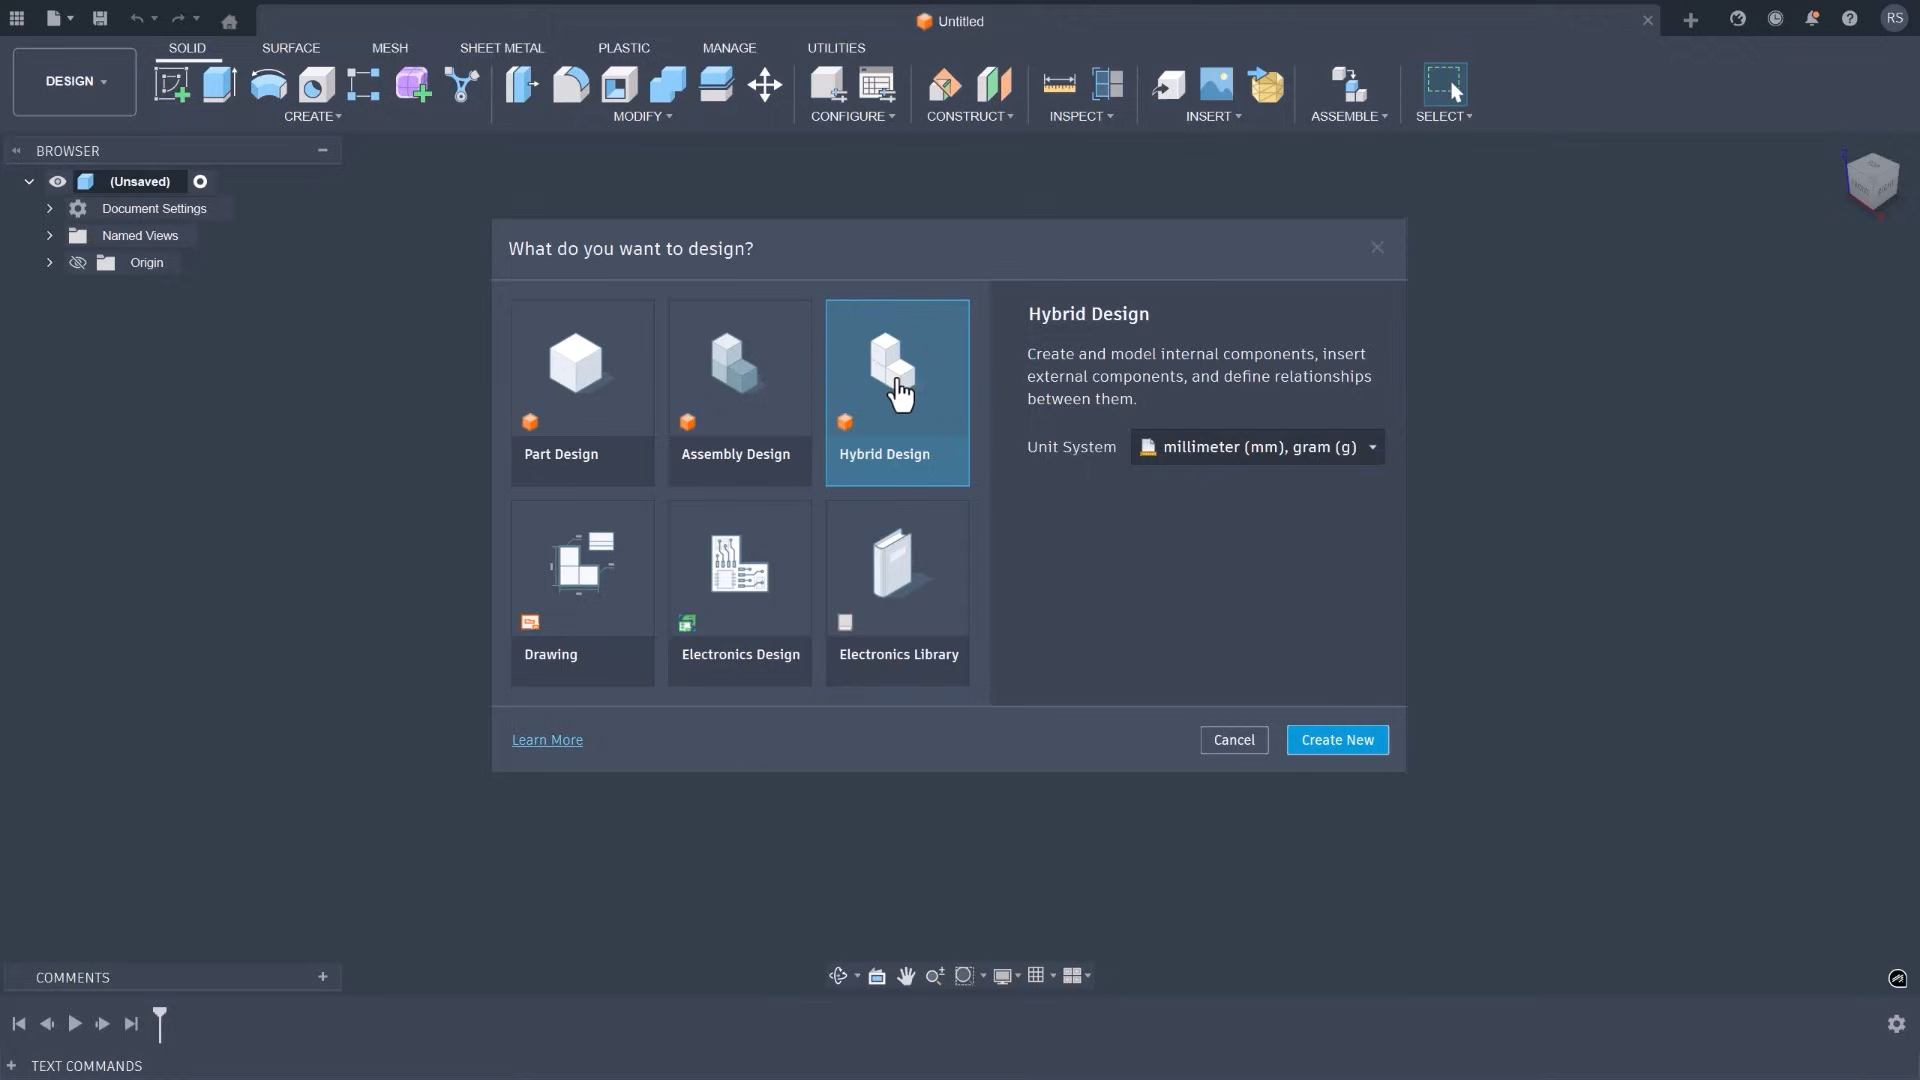 Untitled
RS
DESIGN
SOLID
SURFACE
MESH
SHEET METAL
PLASTIC
MANAGE
UTILITIES
CREATE
MODIFY
CONFIGURE
CONSTRUCT
INSPECT
INSERT
ASSEMBLE
SELECT
BROWSER
(Unsaved)
Document Settings
Named Views
Origin
What do you want to design?
Part Design
Assembly Design
Hybrid Design
Drawing
Electronics Design
Electronics Library
Hybrid Design
Create and model internal components, insert
external components, and define relationships
between them.
Unit System
millimeter (mm), gram (g)
Learn More
Cancel
Create New
COMMENTS
TEXT COMMANDS